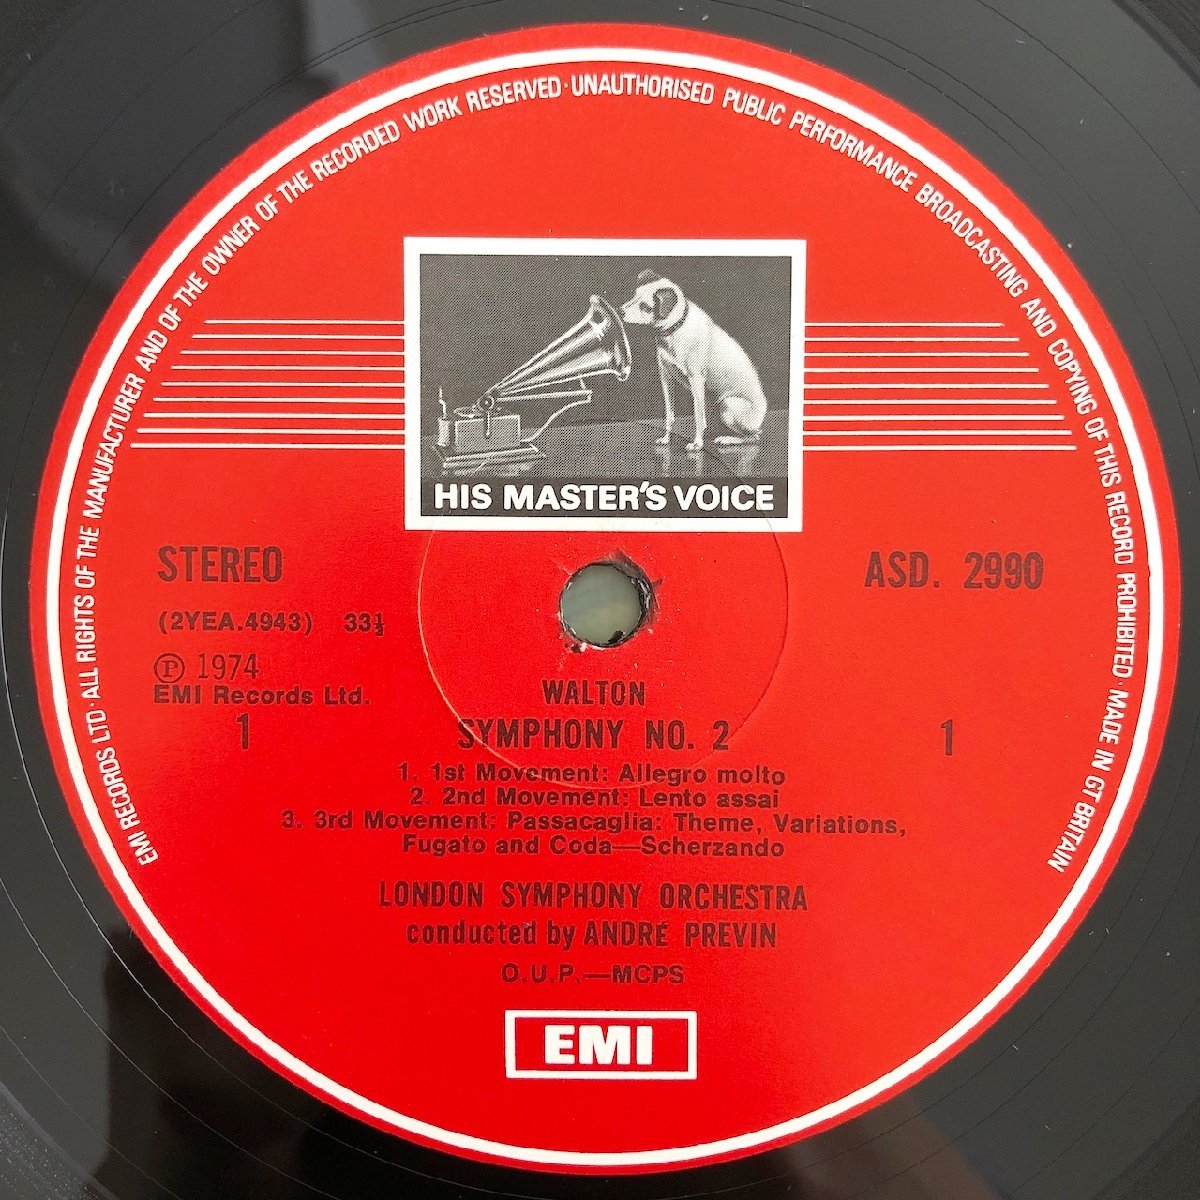 EMI RECORDS LTD·ALL RIGHTS OF THE MANUFACTURER AND OF THE OWNER OF THE RECORDED WORK RESERVED·UNAUTHORISED PUBLIC PERFORMANCE BROADCASTING AND COPYING OF THIS RECORD PROHIBITED·MADE IN GT BRITAIN
HIS MASTER'S VOICE
STEREO
ASD. 2990
(2YEA.4943) 33⅓
Ⓟ 1974
EMI Records Ltd.
1
1
WALTON
SYMPHONY NO. 2
1. 1st Movement: Allegro molto
2. 2nd Movement: Lento assai
3. 3rd Movement: Passacaglia: Theme, Variations,
Fugato and Coda—Scherzando
LONDON SYMPHONY ORCHESTRA
conducted by ANDRÉ PREVIN
O.U.P.—MCPS
EMI